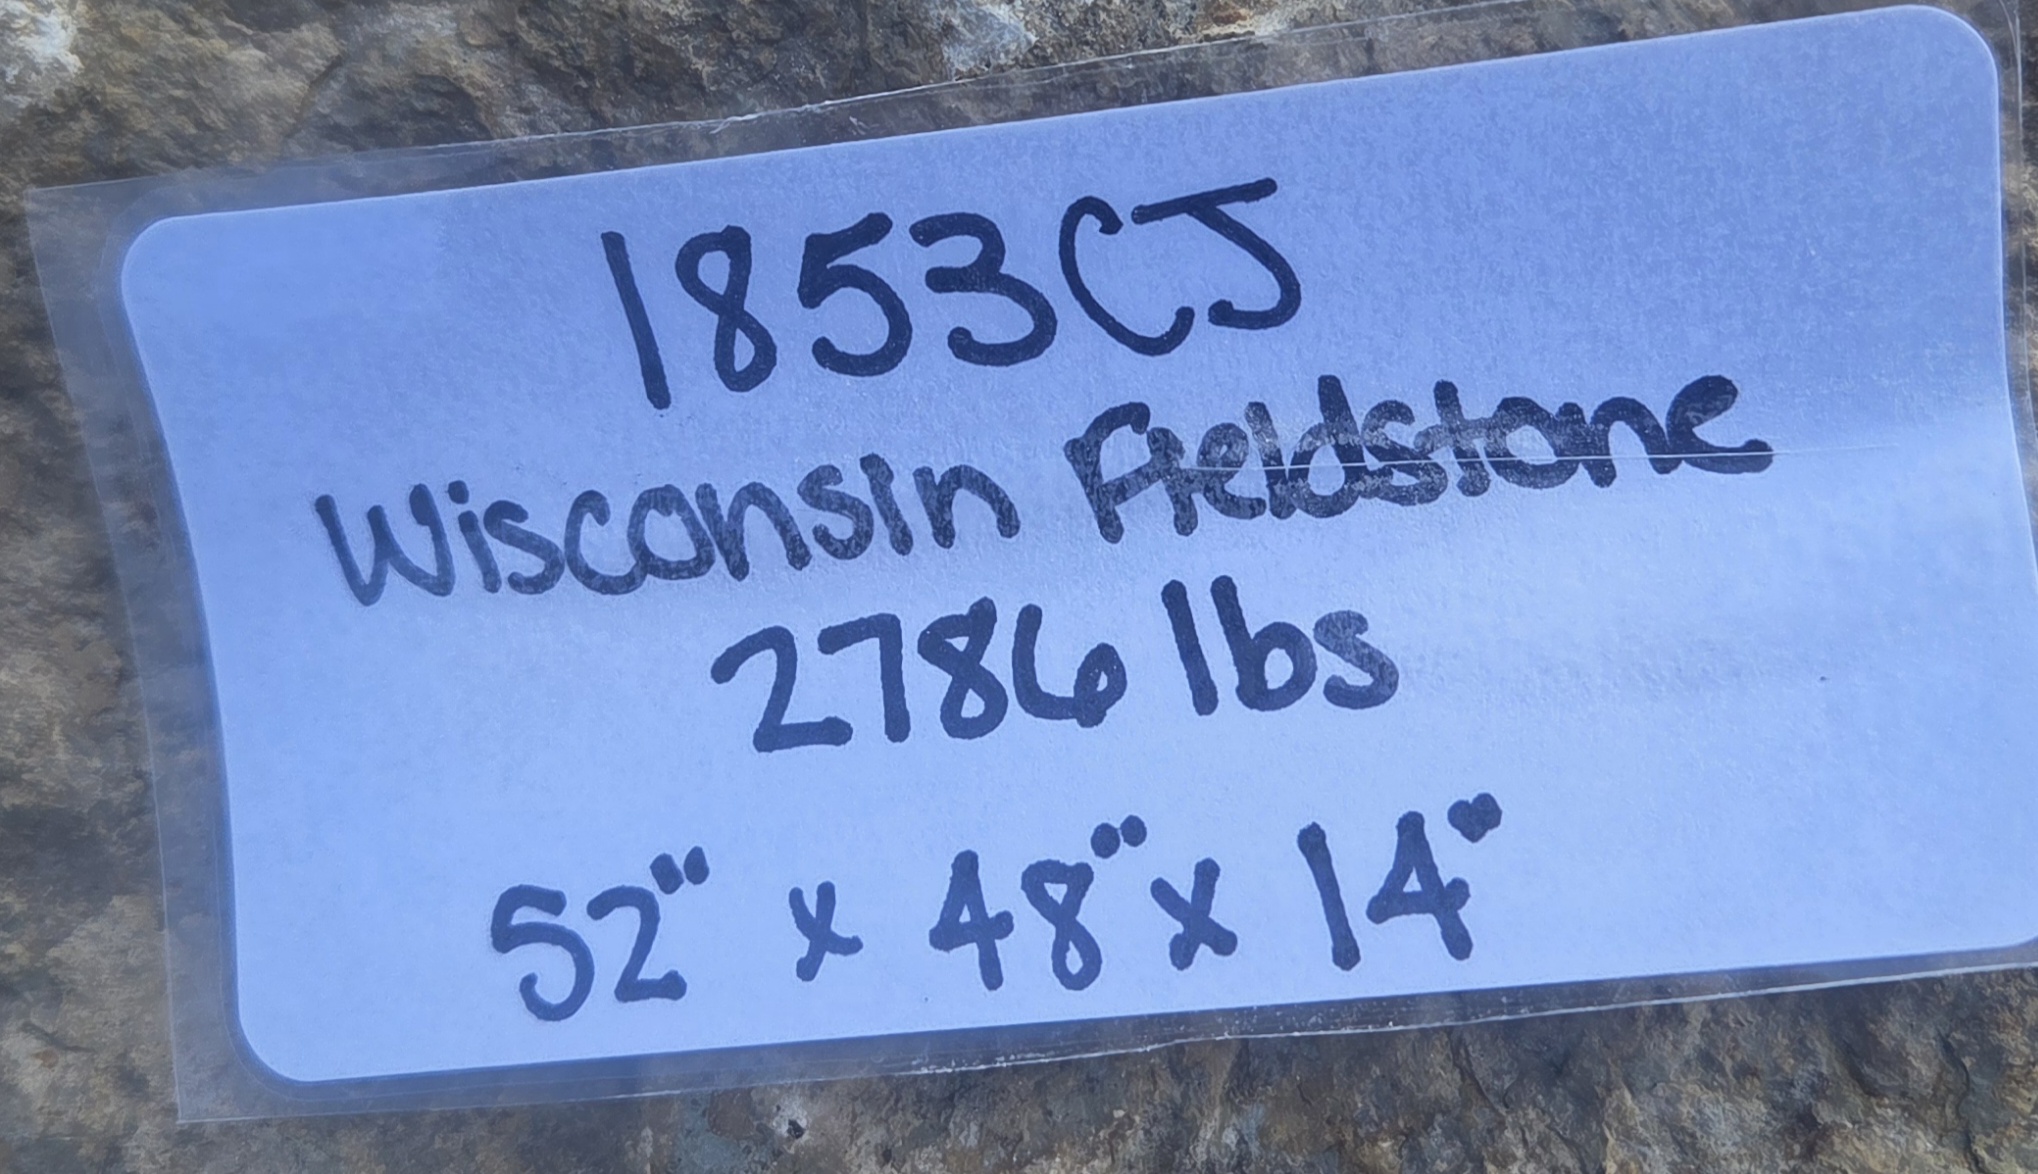 1853CJ
Wisconsin Fieldstone
2786 lbs
52" x 48" x 14"